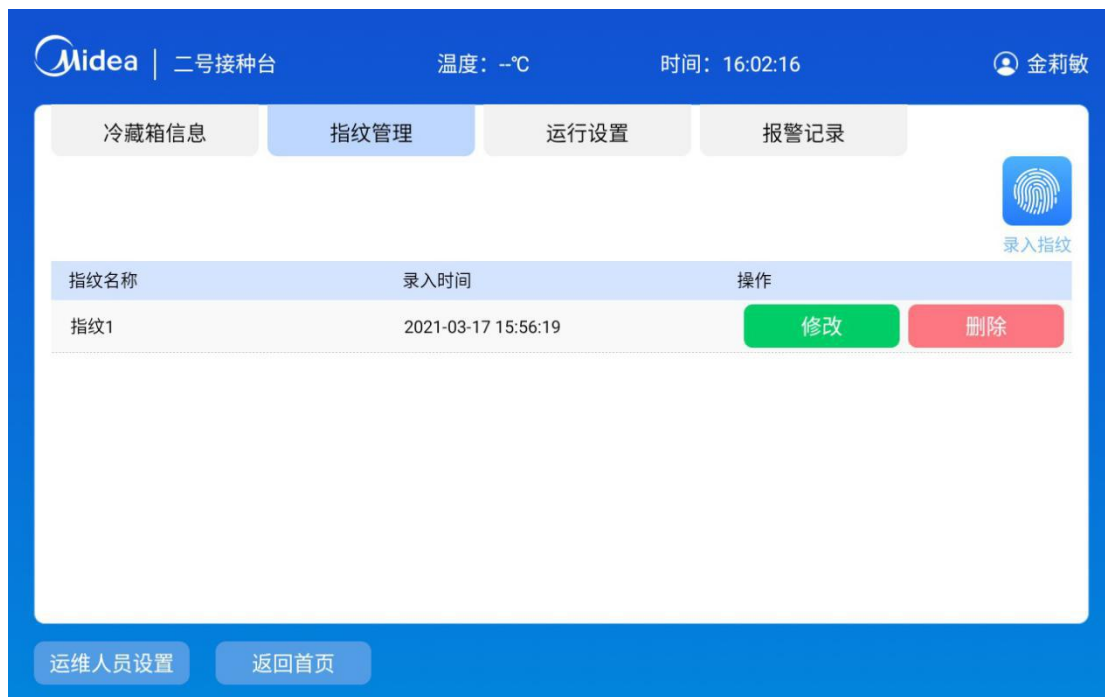 Midea | 二号接种台 温度：--℃ 时间：16:02:16 金莉敏
冷藏箱信息 指纹管理 运行设置 报警记录
录入指纹
指纹名称 录入时间 操作
指纹1 2021-03-17 15:56:19 修改 删除
运维人员设置 返回首页